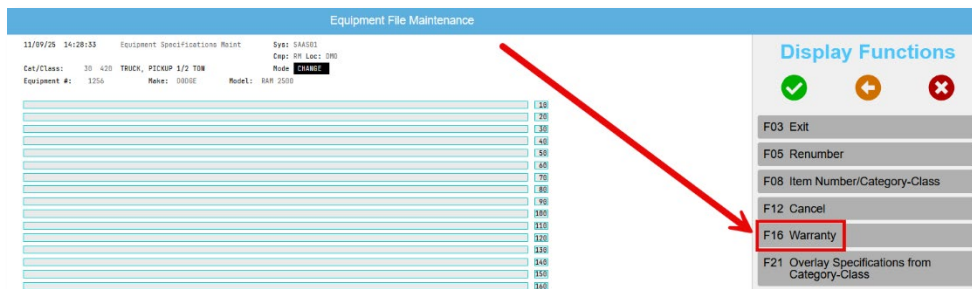 Equipment File Maintenance
11/09/25 14:28:33 Equipment Specifications Maint Sys: SAAS01
Cmp: RM Loc: OMO
Cat/Class: 30 420 TRUCK, PICKUP 1/2 TON Mode CHANGE
Equipment #: 1256 Make: DODGE Model: RAM 2500
10
20
30
40
50
60
70
80
90
100
110
120
130
140
150
160
Display Functions
F03 Exit
F05 Renumber
F08 Item Number/Category-Class
F12 Cancel
F16 Warranty
F21 Overlay Specifications from
Category-Class